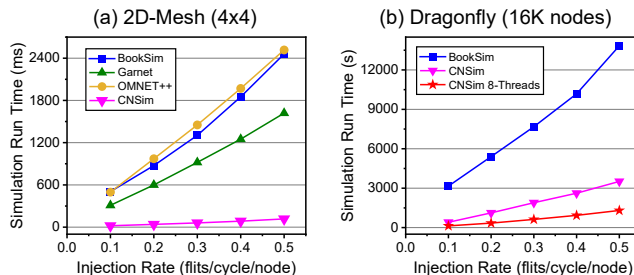 (a) 2D-Mesh (4x4)
Simulation Run Time (ms)
2400
1800
1200
600
0
BookSim
Garnet
OMNET++
CNSim
0.0 0.1 0.2 0.3 0.4 0.5
Injection Rate (flits/cycle/node)
(b) Dragonfly (16K nodes)
Simulation Run Time (s)
12000
9000
6000
3000
0
BookSim
CNSim
CNSim 8-Threads
0.0 0.1 0.2 0.3 0.4 0.5
Injection Rate (flits/cycle/node)